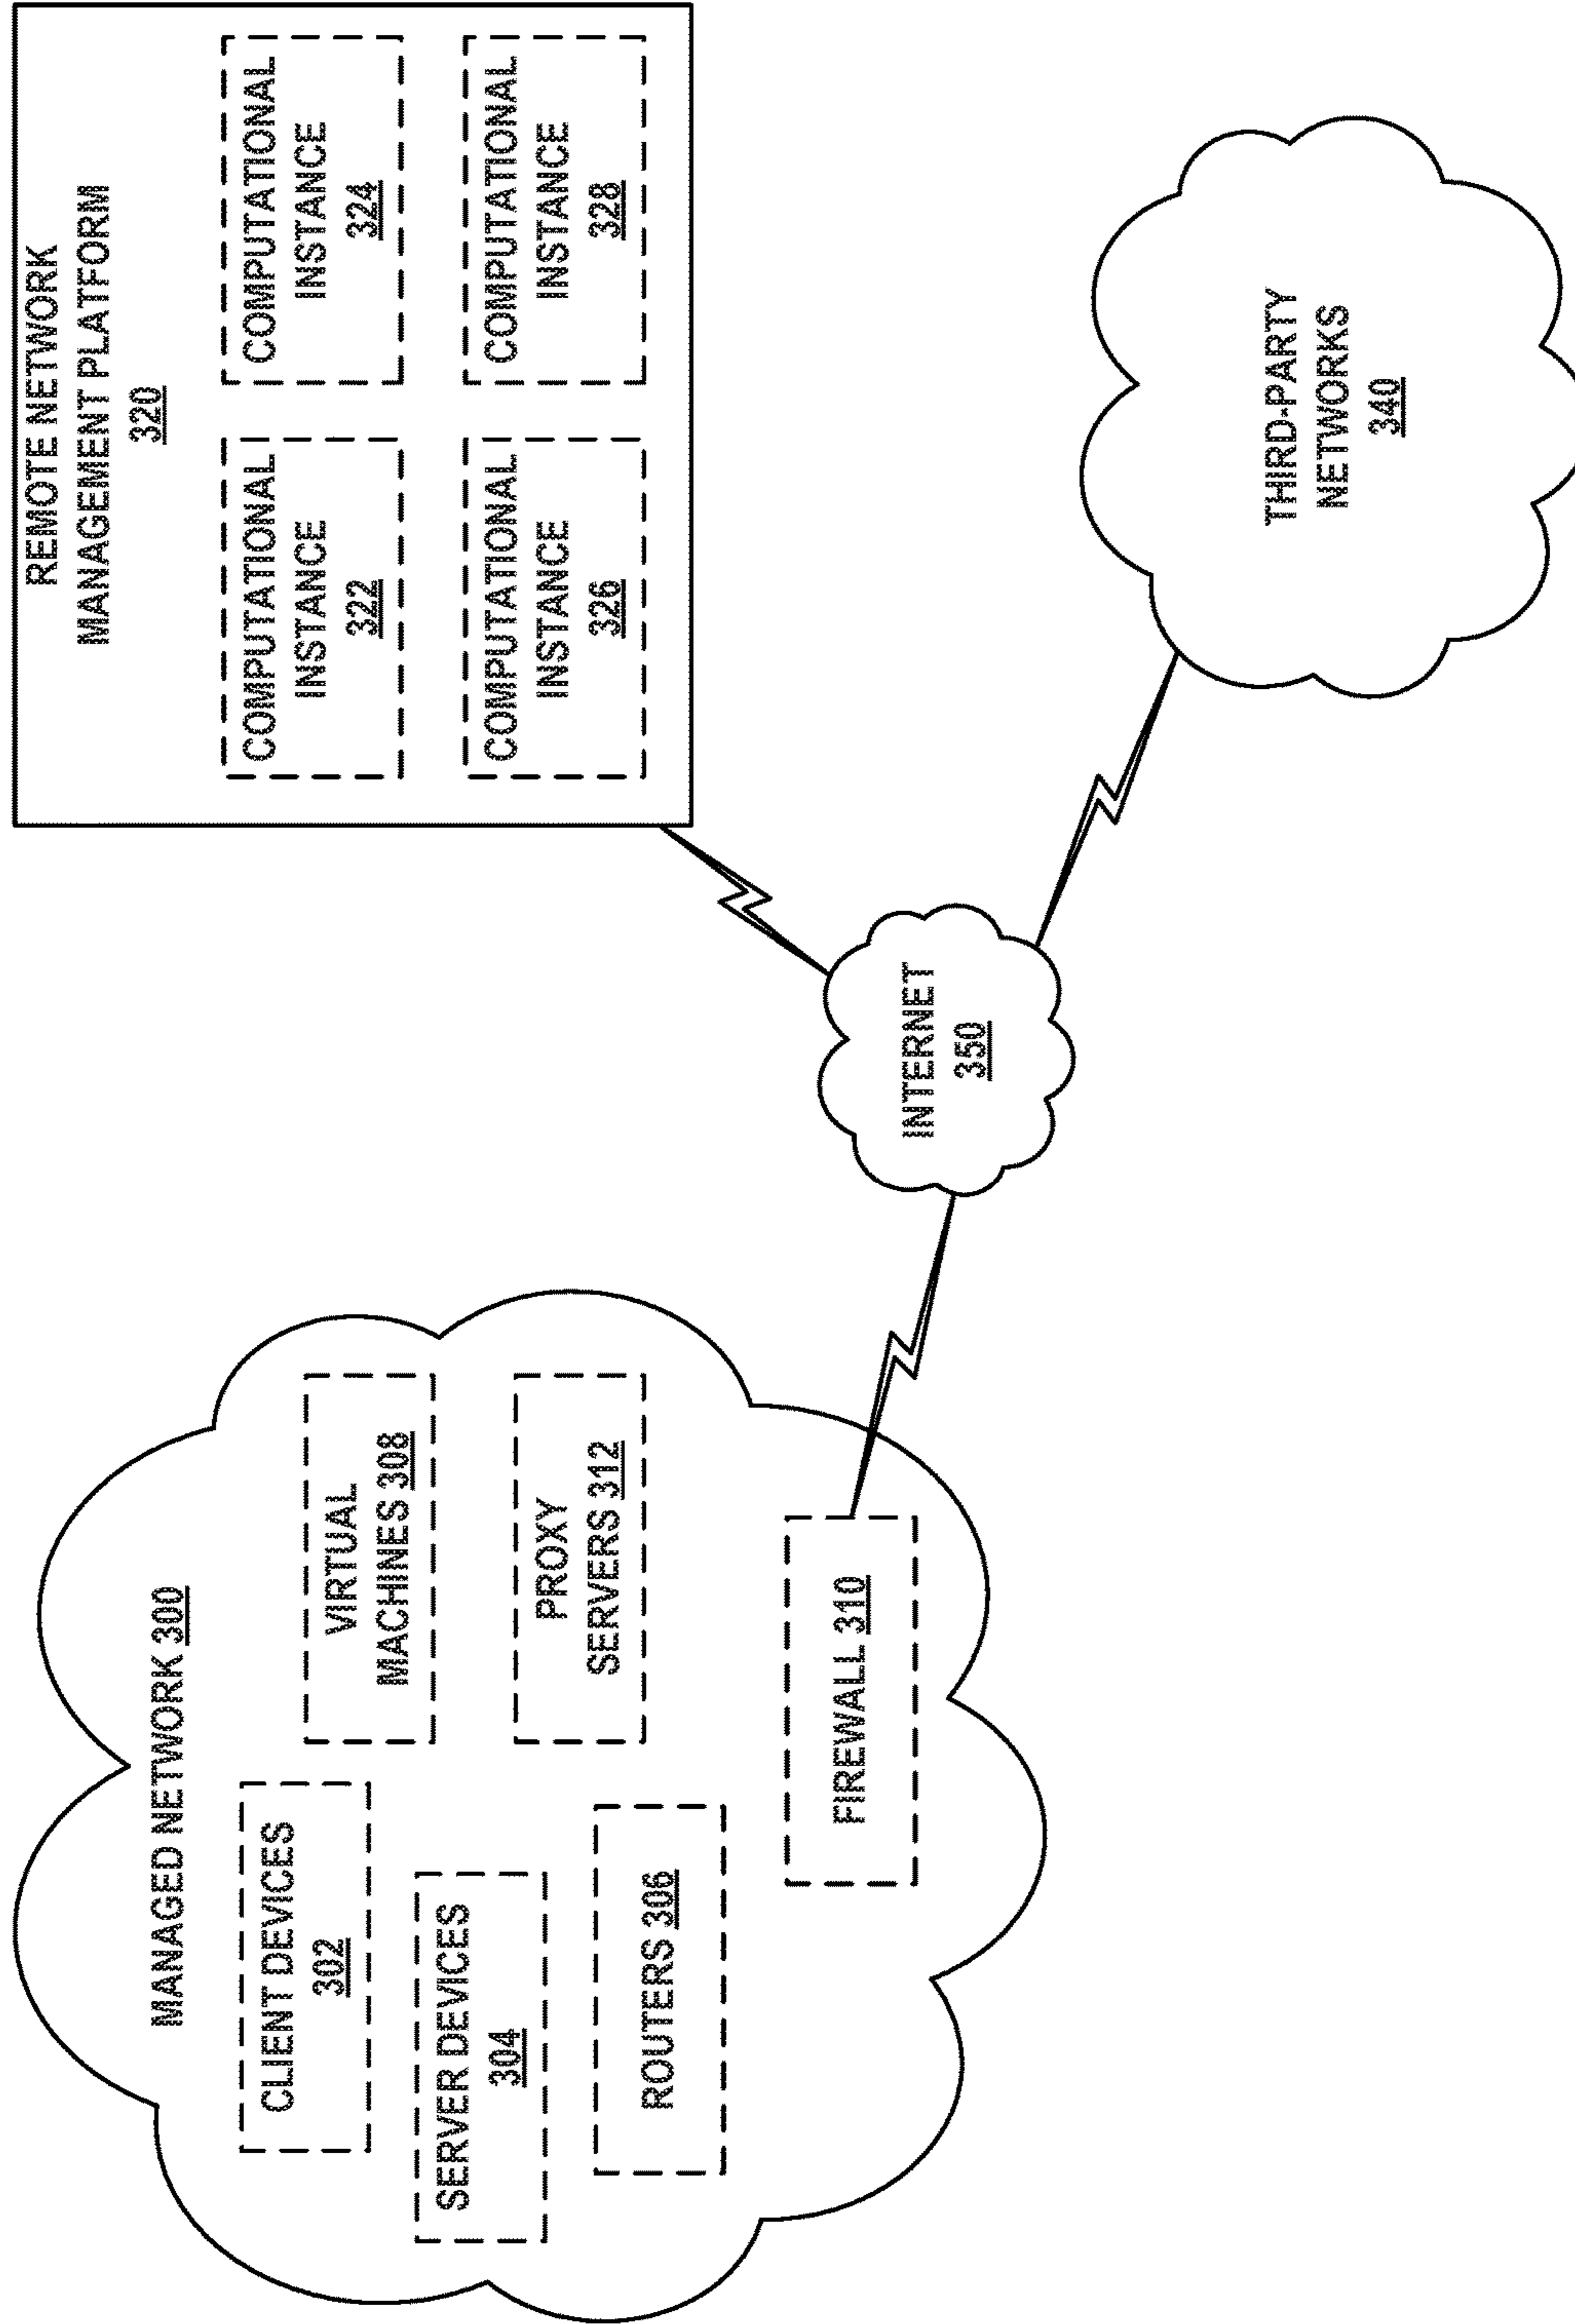 MANAGED NETWORK 300
CLIENT DEVICES
302
SERVER DEVICES
304
ROUTERS 306
VIRTUAL
MACHINES 308
PROXY
SERVERS 312
FIREWALL 310
INTERNET
350
REMOTE NETWORK
MANAGEMENT PLATFORM
320
COMPUTATIONAL
INSTANCE
322
COMPUTATIONAL
INSTANCE
324
COMPUTATIONAL
INSTANCE
326
COMPUTATIONAL
INSTANCE
328
THIRD-PARTY
NETWORKS
340